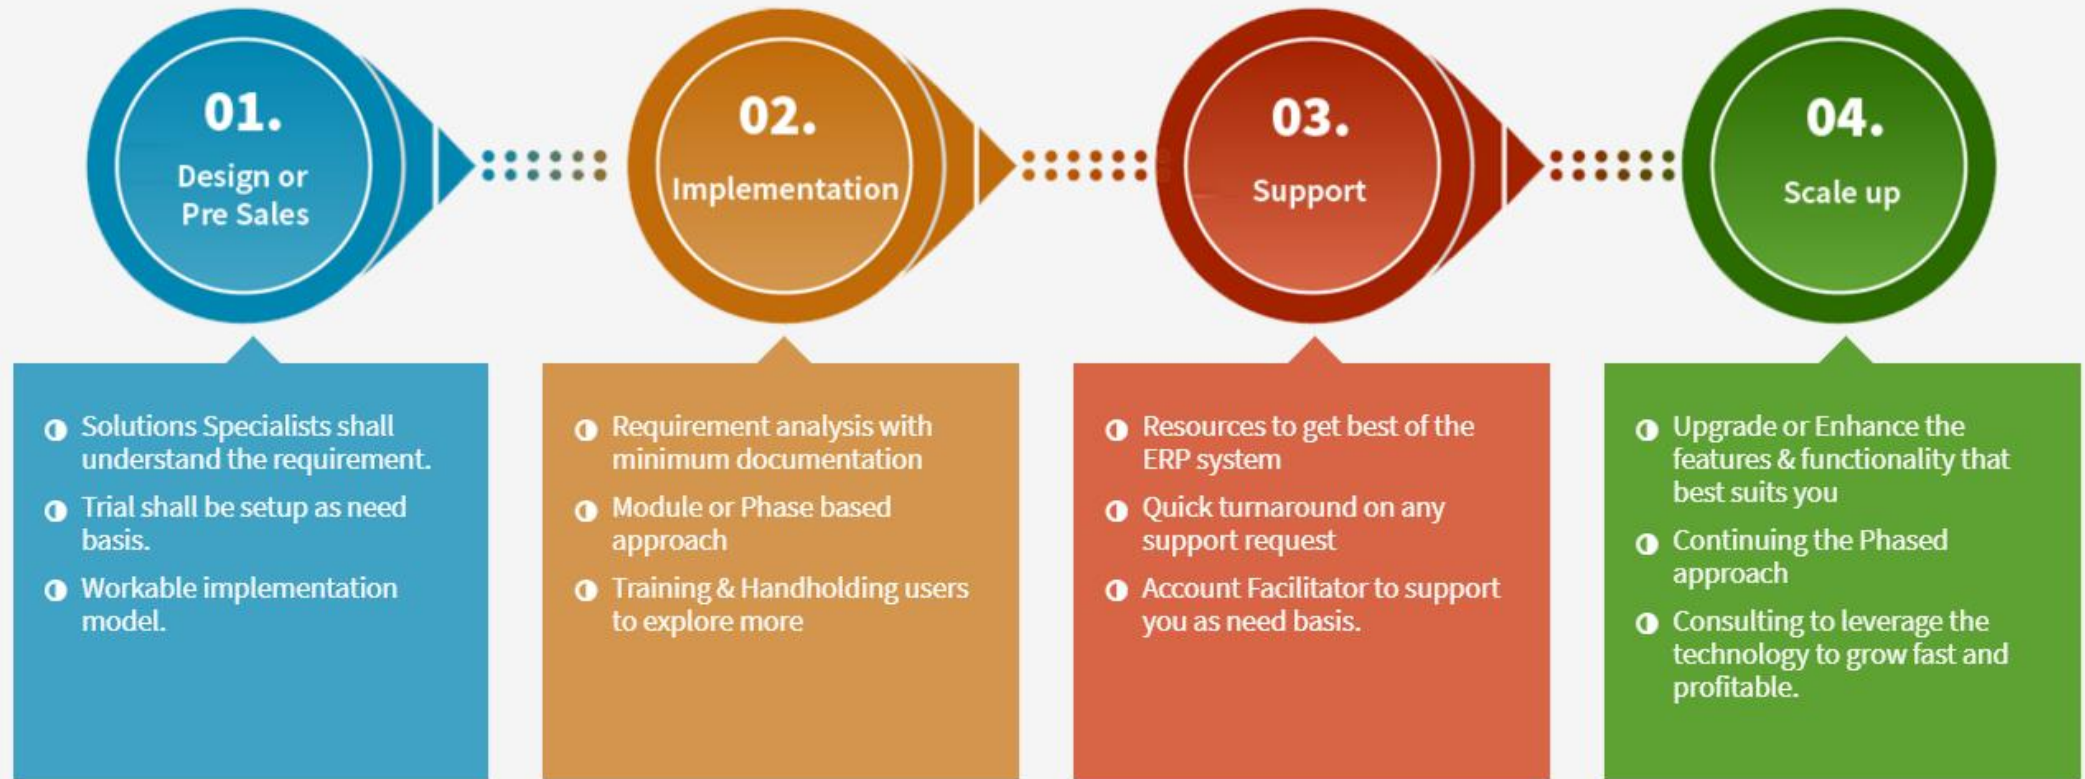 01.
Design or
Pre Sales
02.
Implementation
03.
Support
04.
Scale up
Solutions Specialists shall
understand the requirement.
Trial shall be setup as need
basis.
Workable implementation
model.
Requirement analysis with
minimum documentation
Module or Phase based
approach
Training & Handholding users
to explore more
Resources to get best of the
ERP system
Quick turnaround on any
support request
Account Facilitator to support
you as need basis.
Upgrade or Enhance the
features & functionality that
best suits you
Continuing the Phased
approach
Consulting to leverage the
technology to grow fast and
profitable.